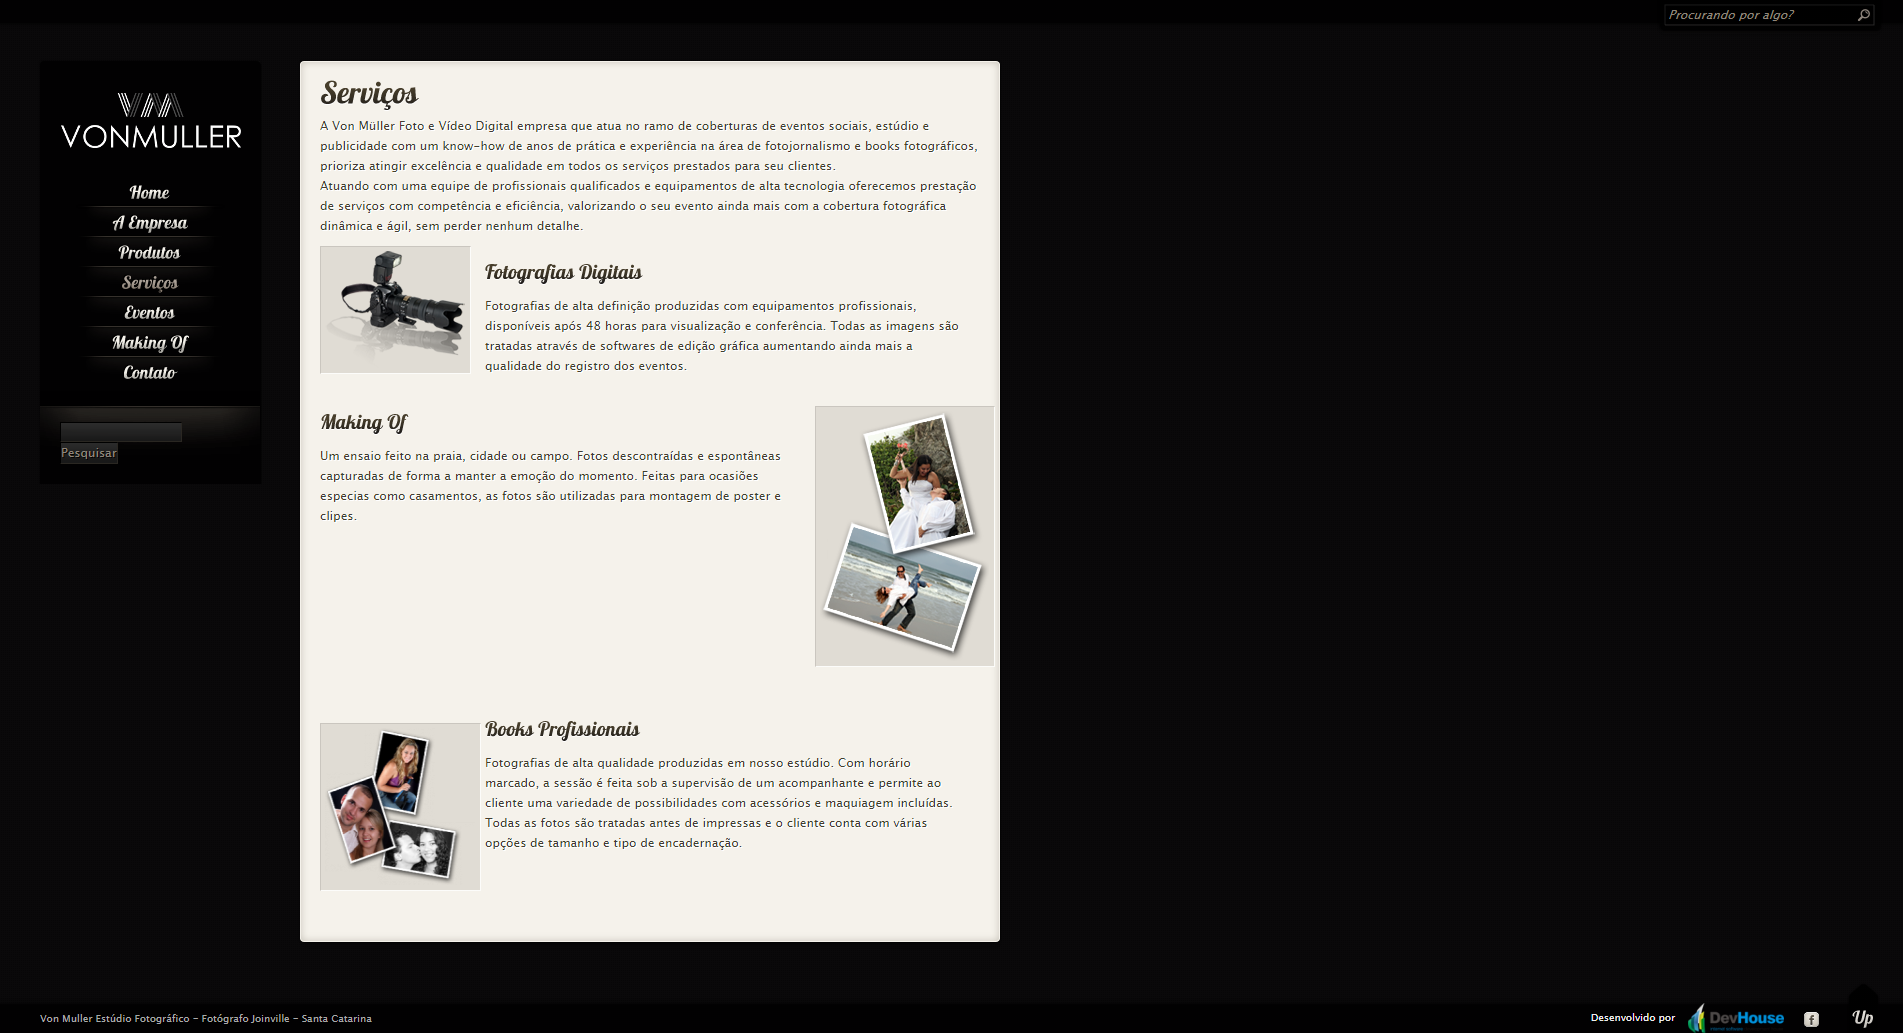 Procurando por algo?
VM
VONMULLER
Home
A Empresa
Produtos
Serviços
Eventos
Making Of
Contato
Pesquisar
Serviços
A Von Müller Foto e Vídeo Digital empresa que atua no ramo de coberturas de eventos sociais, estúdio e
publicidade com um know-how de anos de prática e experiência na área de fotojornalismo e books fotográficos,
prioriza atingir excelência e qualidade em todos os serviços prestados para seu clientes.
Atuando com uma equipe de profissionais qualificados e equipamentos de alta tecnologia oferecemos prestação
de serviços com competência e eficiência, valorizando o seu evento ainda mais com a cobertura fotográfica
dinâmica e ágil, sem perder nenhum detalhe.
Fotografias Digitais
Fotografias de alta definição produzidas com equipamentos profissionais,
disponíveis após 48 horas para visualização e conferência. Todas as imagens são
tratadas através de softwares de edição gráfica aumentando ainda mais a
qualidade do registro dos eventos.
Making Of
Um ensaio feito na praia, cidade ou campo. Fotos descontraídas e espontâneas
capturadas de forma a manter a emoção do momento. Feitas para ocasiões
especias como casamentos, as fotos são utilizadas para montagem de poster e
clipes.
Books Profissionais
Fotografias de alta qualidade produzidas em nosso estúdio. Com horário
marcado, a sessão é feita sob a supervisão de um acompanhante e permite ao
cliente uma variedade de possibilidades com acessórios e maquiagem incluídas.
Todas as fotos são tratadas antes de impressas e o cliente conta com várias
opções de tamanho e tipo de encadernação.
Von Muller Estúdio Fotográfico - Fotógrafo Joinville - Santa Catarina
Desenvolvido por
DevHouse
f
Up